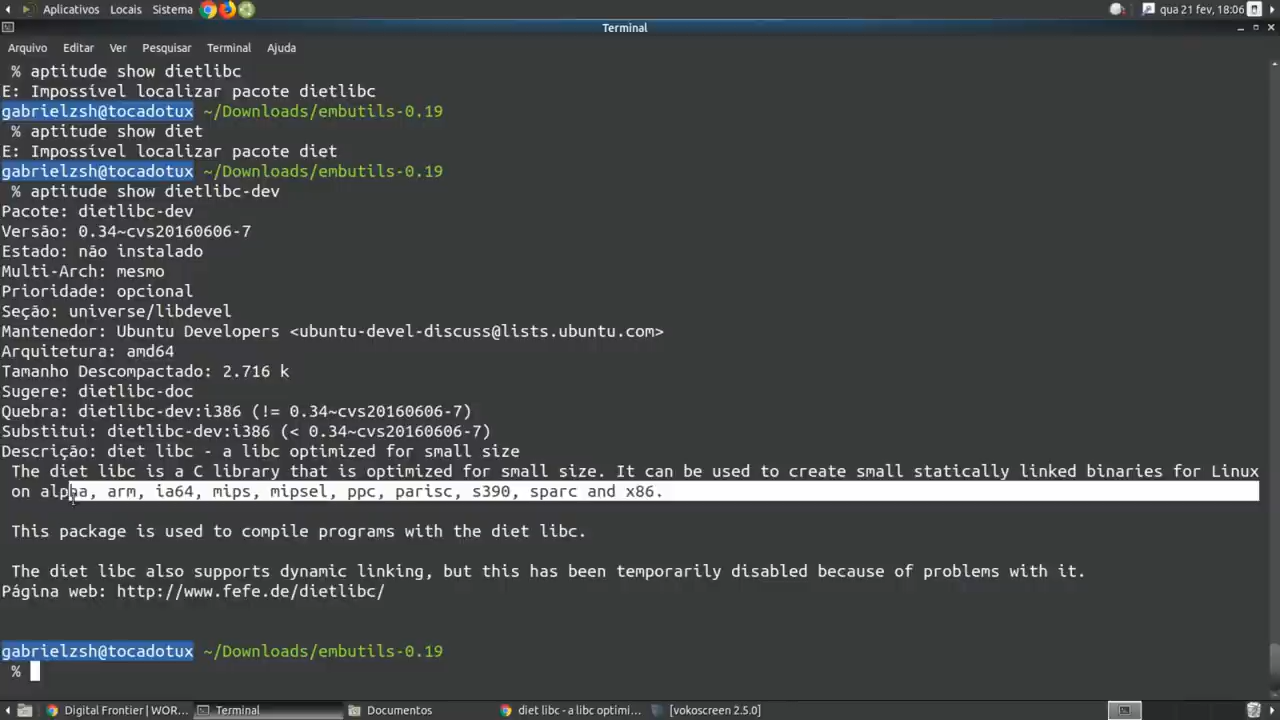 Aplicativos Locais Sistema qua 21 fev, 18:06
Terminal
Arquivo Editar Ver Pesquisar Terminal Ajuda
% aptitude show dietlibc
E: Impossível localizar pacote dietlibc
gabrielzsh@tocadotux ~/Downloads/embutils-0.19
% aptitude show diet
E: Impossível localizar pacote diet
gabrielzsh@tocadotux ~/Downloads/embutils-0.19
% aptitude show dietlibc-dev
Pacote: dietlibc-dev
Versão: 0.34~cvs20160606-7
Estado: não instalado
Multi-Arch: mesmo
Prioridade: opcional
Seção: universe/libdevel
Mantenedor: Ubuntu Developers <ubuntu-devel-discuss@lists.ubuntu.com>
Arquitetura: amd64
Tamanho Descompactado: 2.716 k
Sugere: dietlibc-doc
Quebra: dietlibc-dev:i386 (!= 0.34~cvs20160606-7)
Substitui: dietlibc-dev:i386 (< 0.34~cvs20160606-7)
Descrição: diet libc - a libc optimized for small size
The diet libc is a C library that is optimized for small size. It can be used to create small statically linked binaries for Linux
on alpha, arm, ia64, mips, mipsel, ppc, parisc, s390, sparc and x86.
This package is used to compile programs with the diet libc.
The diet libc also supports dynamic linking, but this has been temporarily disabled because of problems with it.
Página web: http://www.fefe.de/dietlibc/
gabrielzsh@tocadotux ~/Downloads/embutils-0.19
%
Digital Frontier | WOR... Terminal Documentos diet libc - a libc optimi... [vokoscreen 2.5.0]